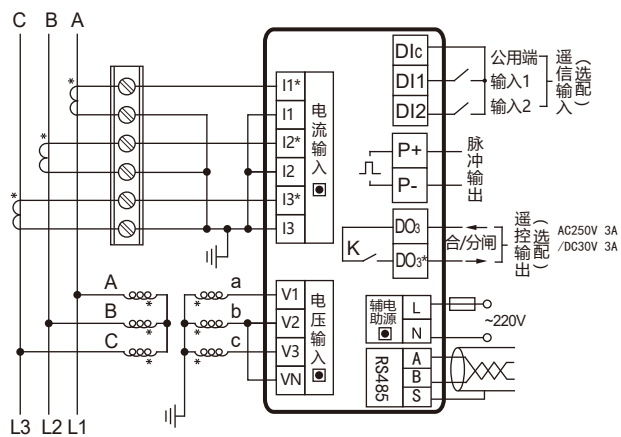 C B A
*
*
*
I1*
I1
I2*
I2
I3*
I3
电流输入
DIc
DI1
DI2
公用端
输入1
输入2
遥信输入
(选配)
P+
P-
脉冲输出
K
DO3
DO3*
合/分闸
遥控输出
(选配)
AC250V 3A
/DC30V 3A
A
B
C
*
*
*
a
b
c
*
*
*
V1
V2
V3
VN
电压输入
辅助电源
L
N
~220V
RS485
A
B
S
L3 L2 L1